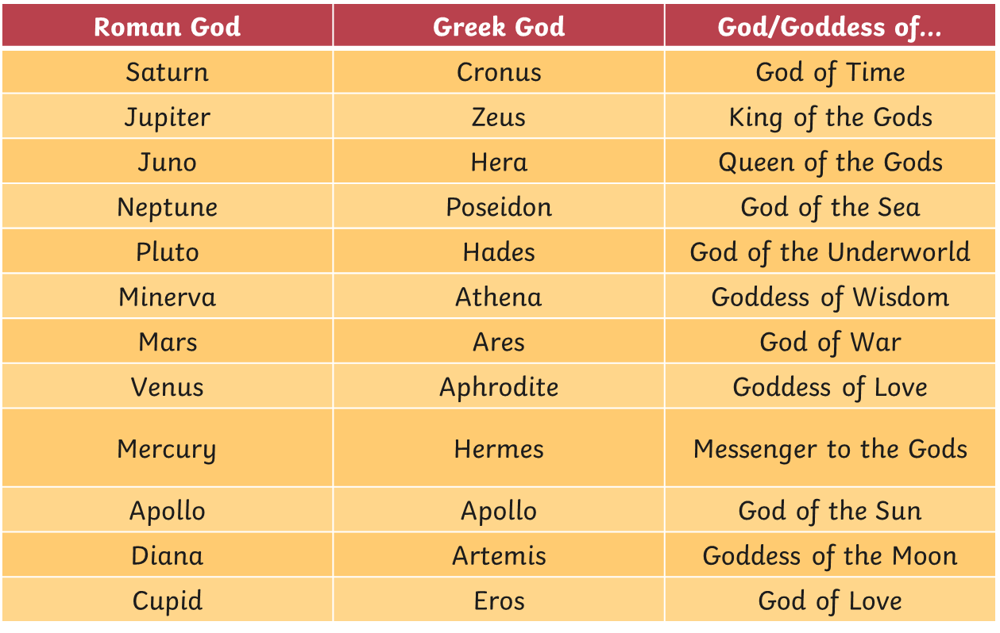 Roman God Greek God God/Goddess of...
Saturn Cronus God of Time
Jupiter Zeus King of the Gods
Juno Hera Queen of the Gods
Neptune Poseidon God of the Sea
Pluto Hades God of the Underworld
Minerva Athena Goddess of Wisdom
Mars Ares God of War
Venus Aphrodite Goddess of Love
Mercury Hermes Messenger to the Gods
Apollo Apollo God of the Sun
Diana Artemis Goddess of the Moon
Cupid Eros God of Love